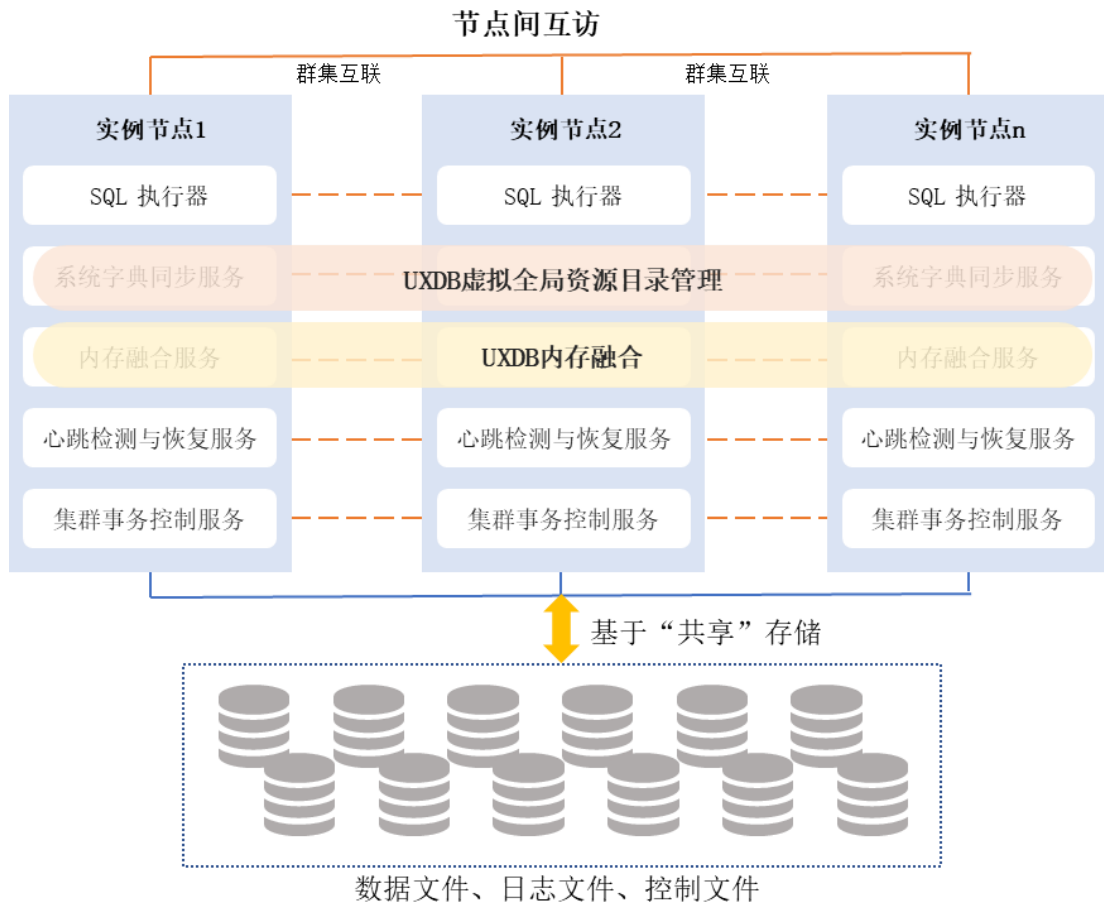 节点间互访
群集互联 群集互联
实例节点1 实例节点2 实例节点n
SQL 执行器 SQL 执行器 SQL 执行器
系统字典同步服务 UXDB虚拟全局资源目录管理 系统字典同步服务
内存融合服务 UXDB内存融合 内存融合服务
心跳检测与恢复服务 心跳检测与恢复服务 心跳检测与恢复服务
集群事务控制服务 集群事务控制服务 集群事务控制服务
基于“共享”存储
数据文件、日志文件、控制文件